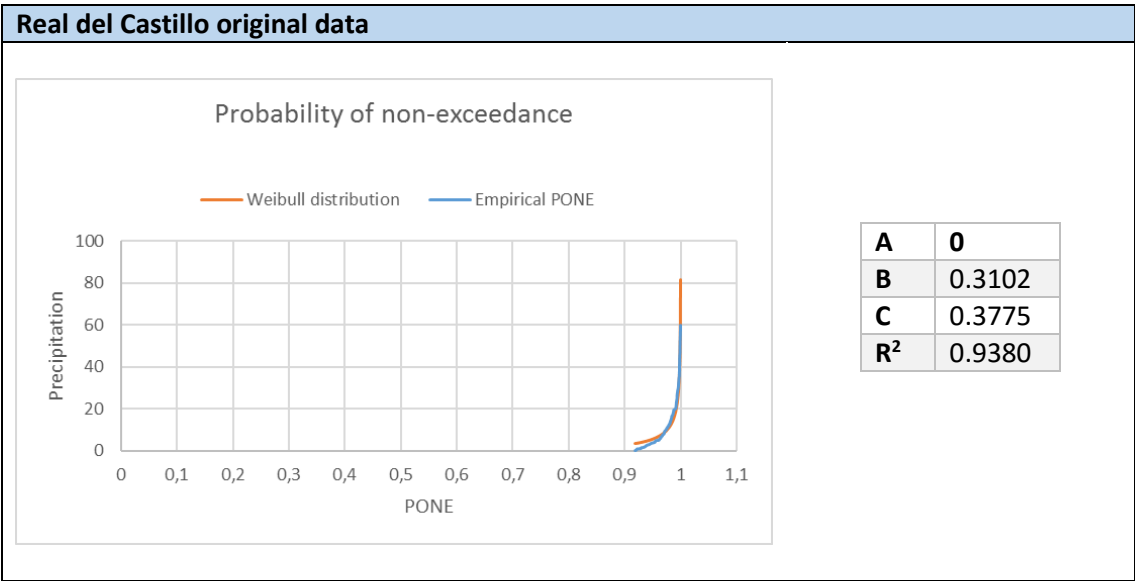 Real del Castillo original data
Probability of non-exceedance
Weibull distribution Empirical PONE
Precipitation
100
80
60
40
20
0
0 0,1 0,2 0,3 0,4 0,5 0,6 0,7 0,8 0,9 1 1,1
PONE
A 0
B 0.3102
C 0.3775
R² 0.9380